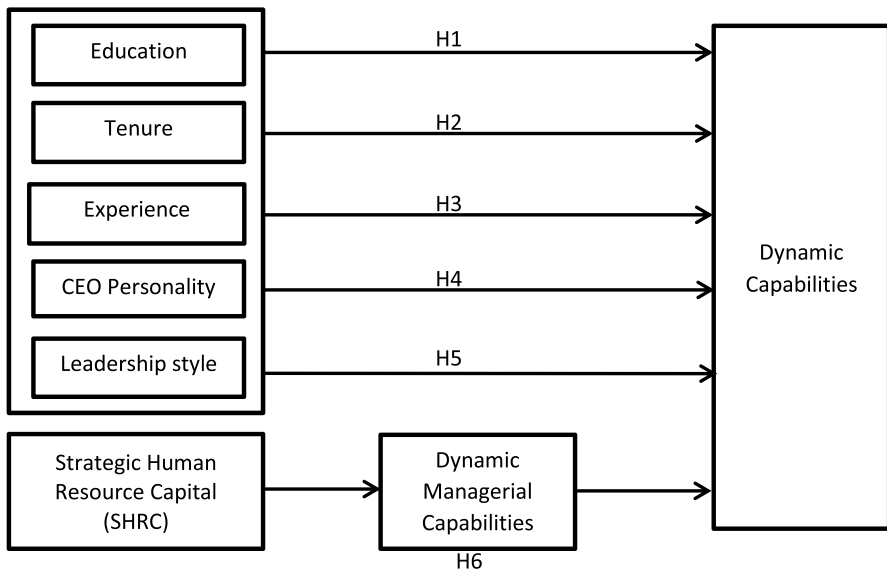 Education
H1
Tenure
H2
Experience
H3
CEO Personality
H4
Leadership style
H5
Dynamic
Capabilities
Strategic Human
Resource Capital
(SHRC)
Dynamic
Managerial
Capabilities
H6